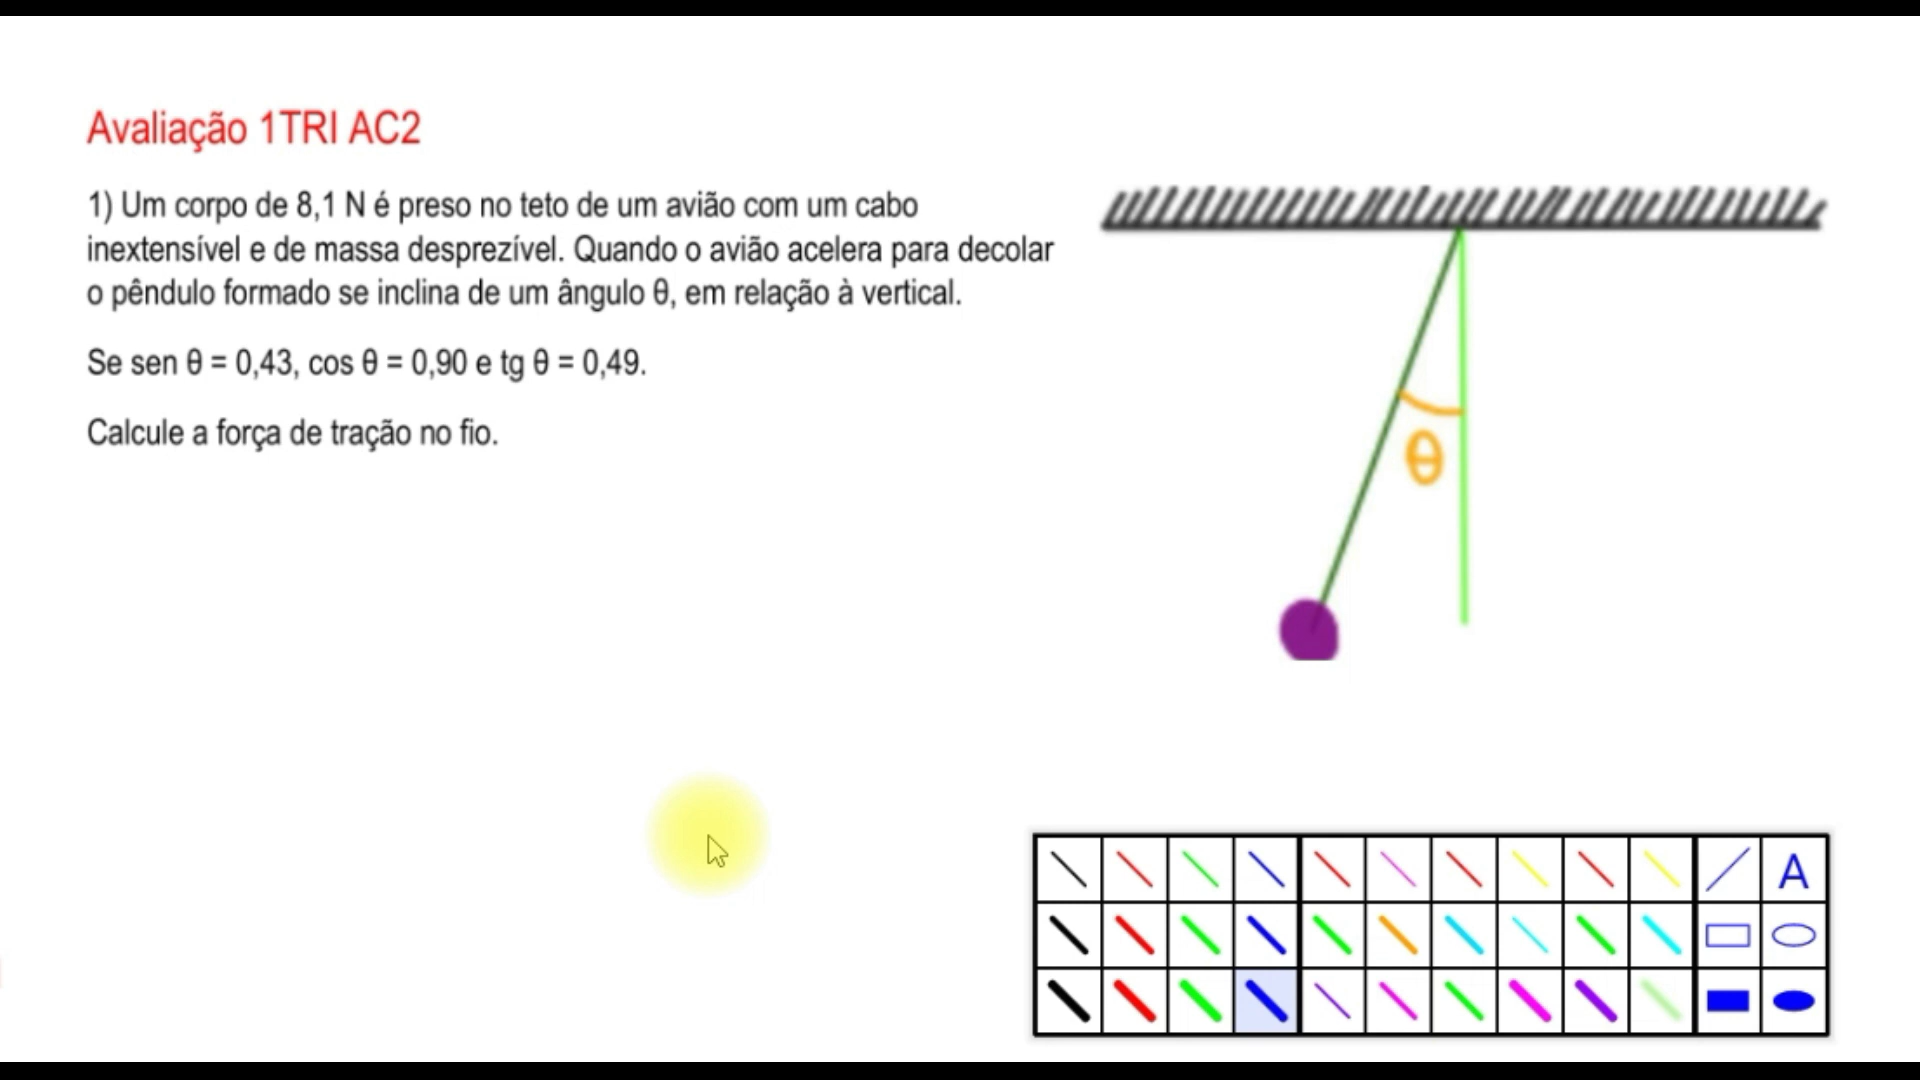 Avaliação 1TRI AC2
1) Um corpo de 8,1 N é preso no teto de um avião com um cabo
inextensível e de massa desprezível. Quando o avião acelera para decolar
o pêndulo formado se inclina de um ângulo θ, em relação à vertical.
Se sen θ = 0,43, cos θ = 0,90 e tg θ = 0,49.
Calcule a força de tração no fio.
θ
A